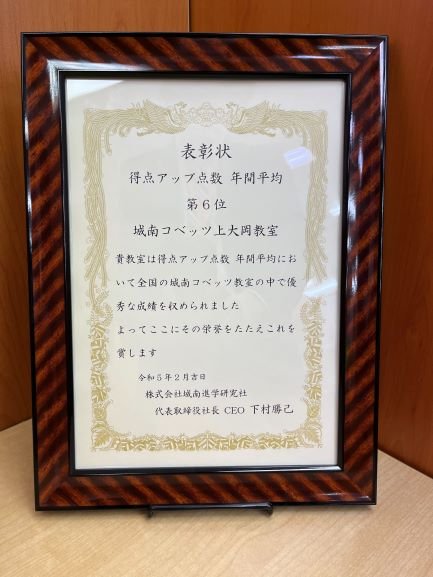 表彰状
得点アップ点数 年間平均
第6位
城南コベッツ上大岡教室
貴教室は得点アップ点数 年間平均にお
いて全国の城南コベッツ教室の中で優
秀な成績を収められました
よってここにその栄誉をたたえこれを
賞します
令和5年2月吉日
株式会社城南進学研究社
代表取締役社長 CEO 下村勝己